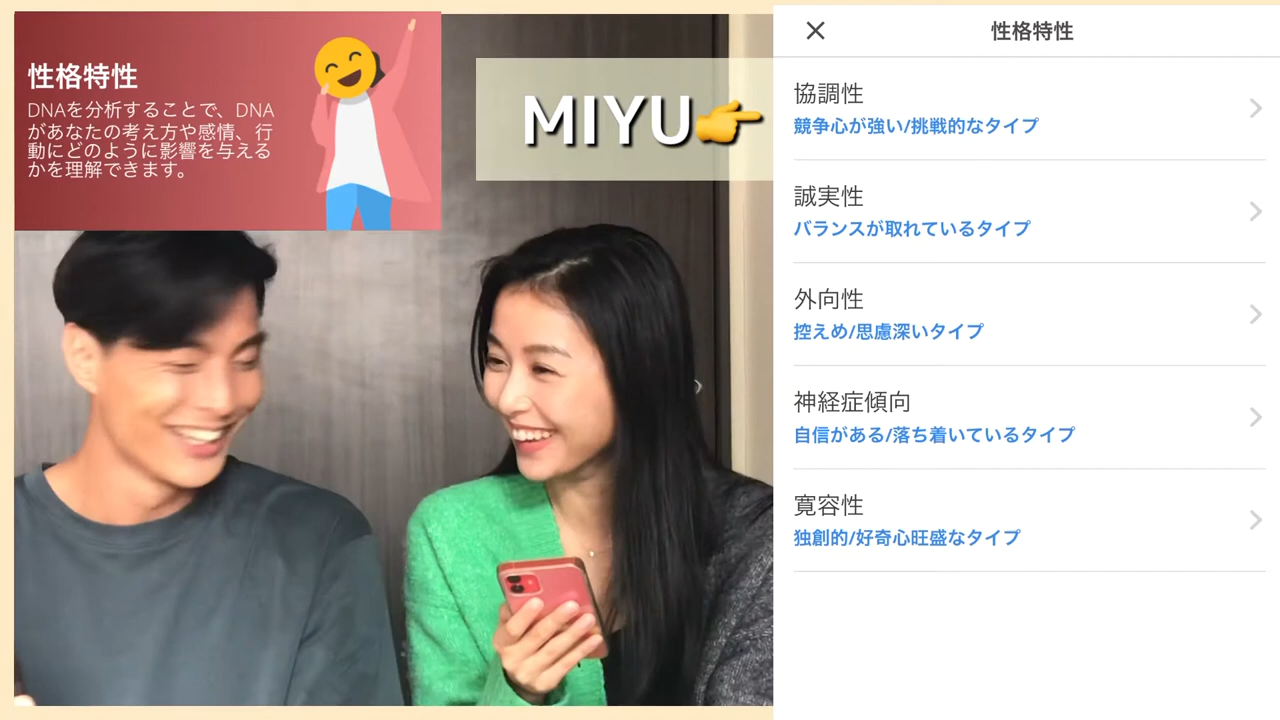 性格特性
DNAを分析することで、DNA
があなたの考え方や感情、行
動にどのように影響を与える
かを理解できます。
MIYU👉
性格特性
協調性
競争心が強い/挑戦的なタイプ
誠実性
バランスが取れているタイプ
外向性
控えめ/思慮深いタイプ
神経症傾向
自信がある/落ち着いているタイプ
寛容性
独創的/好奇心旺盛なタイプ